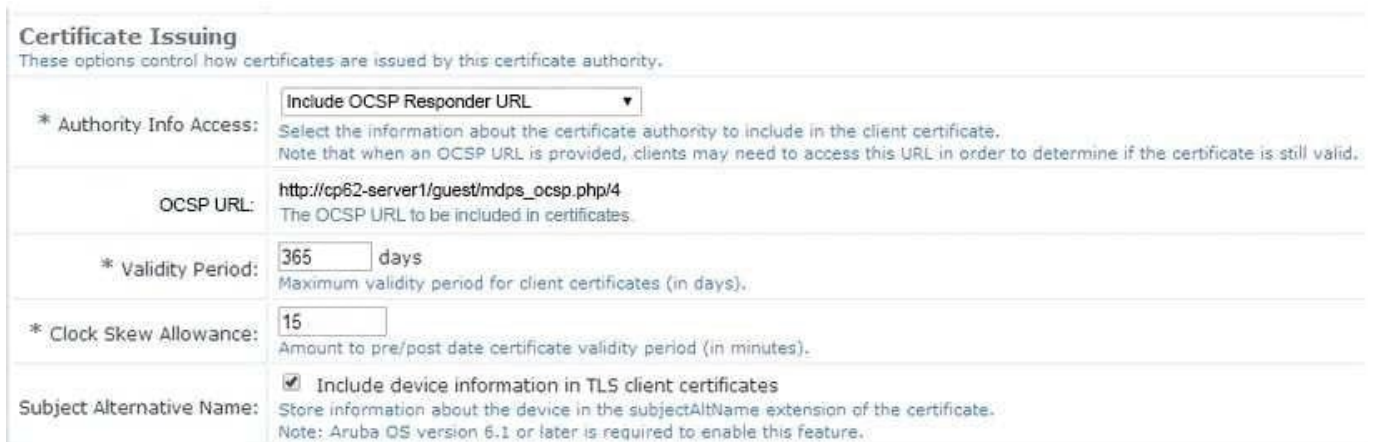 Certificate Issuing
These options control how certificates are issued by this certificate authority.
* Authority Info Access:
Include OCSP Responder URL
Select the information about the certificate authority to include in the client certificate.
Note that when an OCSP URL is provided, clients may need to access this URL in order to determine if the certificate is still valid.
OCSP URL:
http://cp62-server1/guest/mdps_ocsp.php/4
The OCSP URL to be included in certificates.
* Validity Period:
365 days
Maximum validity period for client certificates (in days).
* Clock Skew Allowance:
15
Amount to pre/post date certificate validity period (in minutes).
Subject Alternative Name:
Include device information in TLS client certificates
Store information about the device in the subjectAltName extension of the certificate.
Note: Aruba OS version 6.1 or later is required to enable this feature.